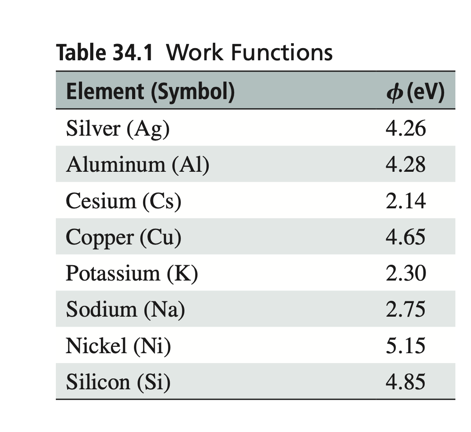 Table 34.1 Work Functions
Element (Symbol) ϕ (eV)
Silver (Ag) 4.26
Aluminum (Al) 4.28
Cesium (Cs) 2.14
Copper (Cu) 4.65
Potassium (K) 2.30
Sodium (Na) 2.75
Nickel (Ni) 5.15
Silicon (Si) 4.85